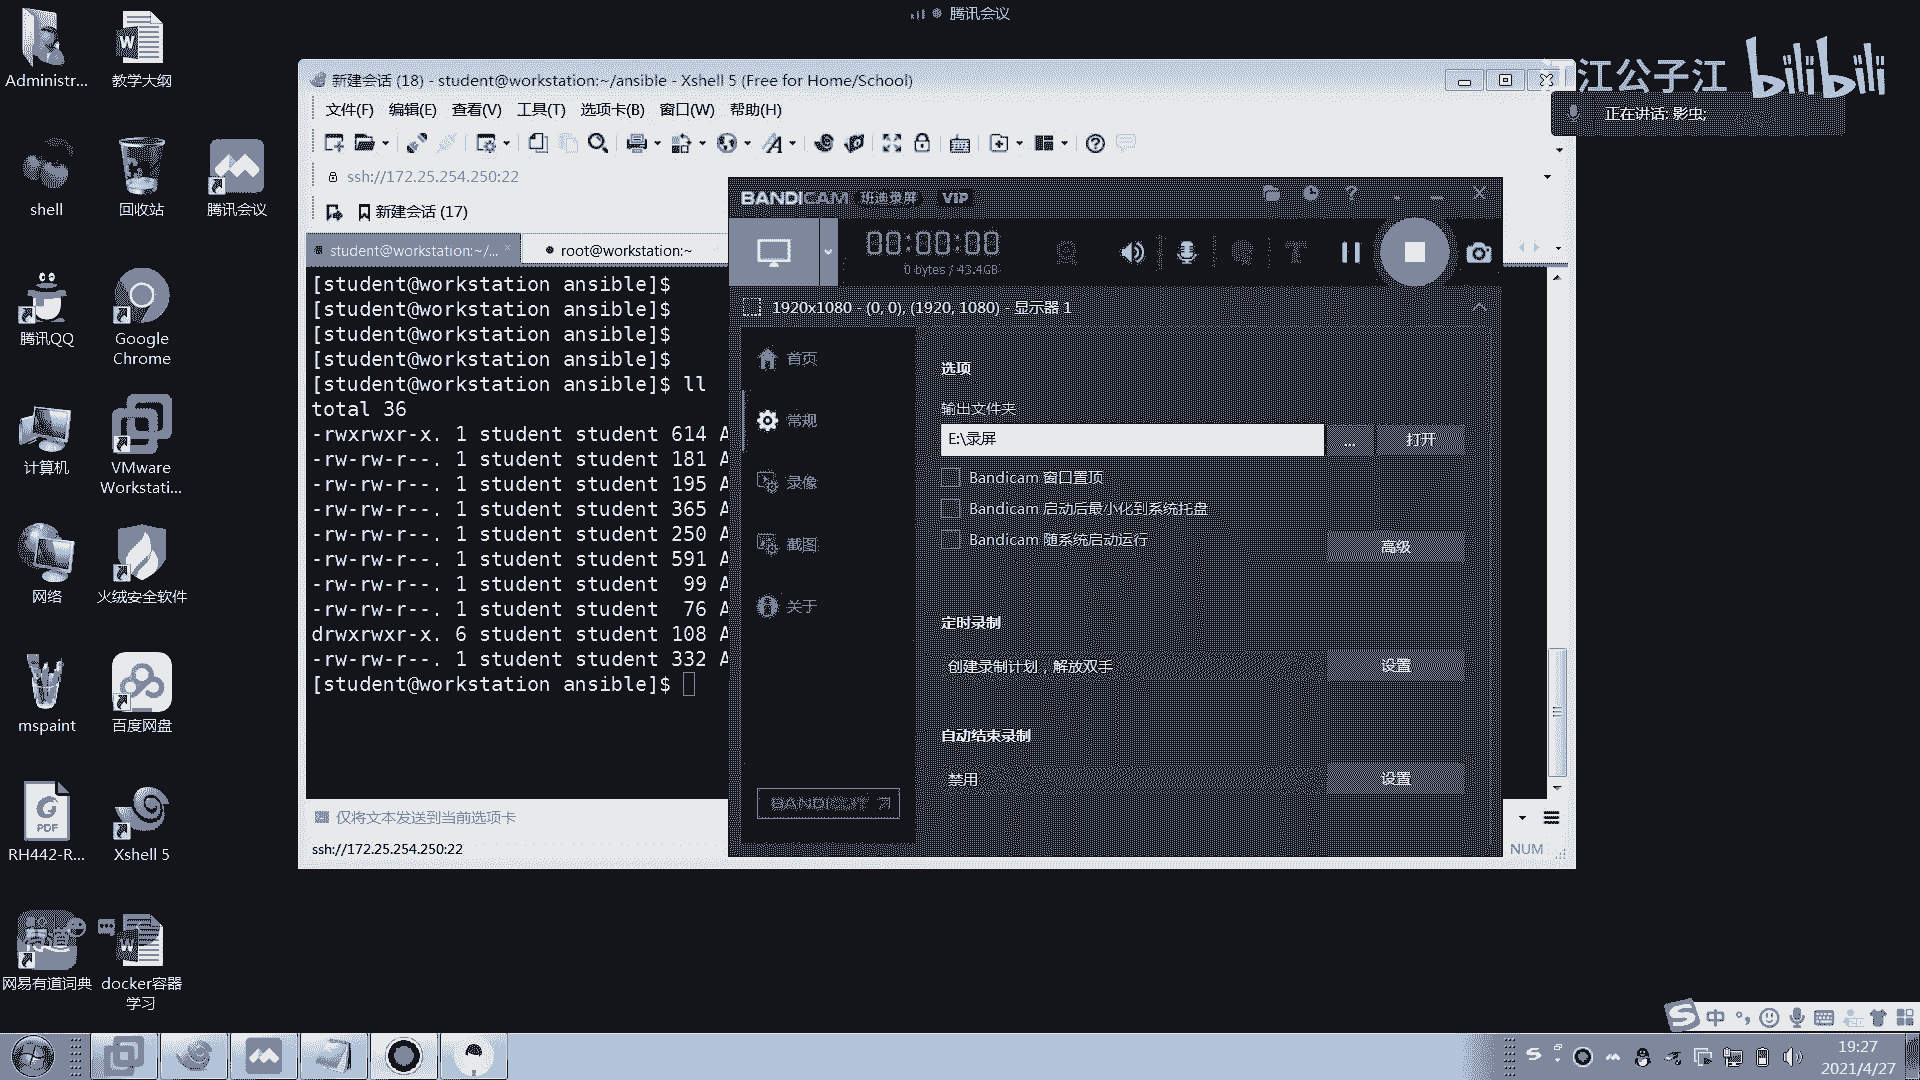 腾讯会议
江公子江 bilibili
正在讲话: 影虫;
Administr...
教学大纲
shell
回收站
腾讯会议
腾讯QQ
Google Chrome
计算机
VMware Workstati...
网络
火绒安全软件
mspaint
百度网盘
RH442-R...
Xshell 5
网易有道词典
docker容器学习
新建会话 (18) - student@workstation:~/ansible - Xshell 5 (Free for Home/School)
文件(F) 编辑(E) 查看(V) 工具(T) 选项卡(B) 窗口(W) 帮助(H)
ssh://172.25.254.250:22
新建会话 (17)
student@workstation:~/...
root@workstation:~
[student@workstation ansible]$
[student@workstation ansible]$
[student@workstation ansible]$
[student@workstation ansible]$
[student@workstation ansible]$ ll
total 36
-rwxrwxr-x. 1 student student 614 A
-rw-rw-r--. 1 student student 181 A
-rw-rw-r--. 1 student student 195 A
-rw-rw-r--. 1 student student 365 A
-rw-rw-r--. 1 student student 250 A
-rw-rw-r--. 1 student student 591 A
-rw-rw-r--. 1 student student 99 A
-rw-rw-r--. 1 student student 76 A
drwxrwxr-x. 6 student student 108 A
-rw-rw-r--. 1 student student 332 A
[student@workstation ansible]$
仅将文本发送到当前选项卡
ssh://172.25.254.250:22
NUM
BANDICAM 班迪录屏 VIP
00:00:00
0 bytes / 43.4GB
1920x1080 - (0, 0), (1920, 1080) - 显示器 1
首页
常规
录像
截图
关于
BANDICUT
选项
输出文件夹
E:\录屏
...
打开
Bandicam 窗口置顶
Bandicam 启动后最小化到系统托盘
Bandicam 随系统启动运行
高级
定时录制
创建录制计划，解放双手
设置
自动结束录制
禁用
设置
中
19:27
2021/4/27